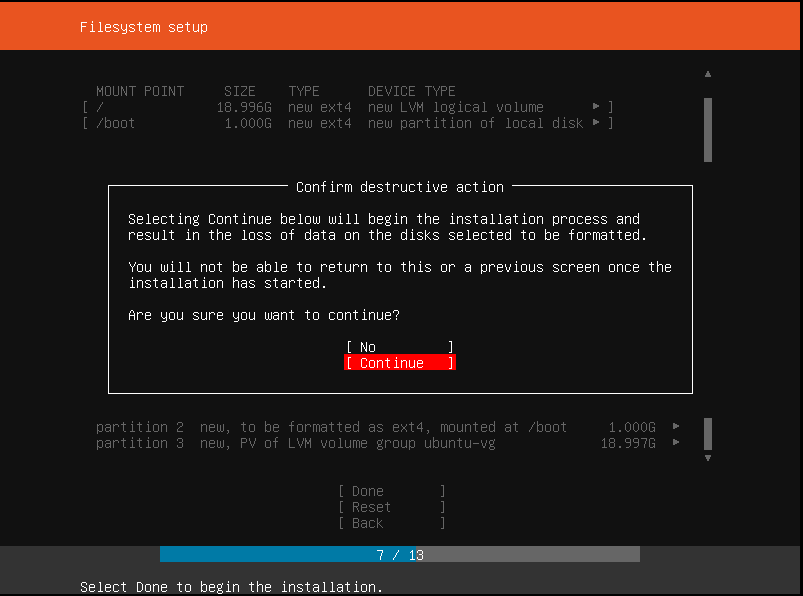 Filesystem setup
MOUNT POINT SIZE TYPE DEVICE TYPE
[ / 18.996G new ext4 new LVM logical volume ▸ ]
[ /boot 1.000G new ext4 new partition of local disk ▸ ]
Confirm destructive action
Selecting Continue below will begin the installation process and
result in the loss of data on the disks selected to be formatted.
You will not be able to return to this or a previous screen once the
installation has started.
Are you sure you want to continue?
[ No ]
[ Continue ]
partition 2 new, to be formatted as ext4, mounted at /boot 1.000G ▸
partition 3 new, PV of LVM volume group ubuntu-vg 18.997G ▸
[ Done ]
[ Reset ]
[ Back ]
7 / 13
Select Done to begin the installation.